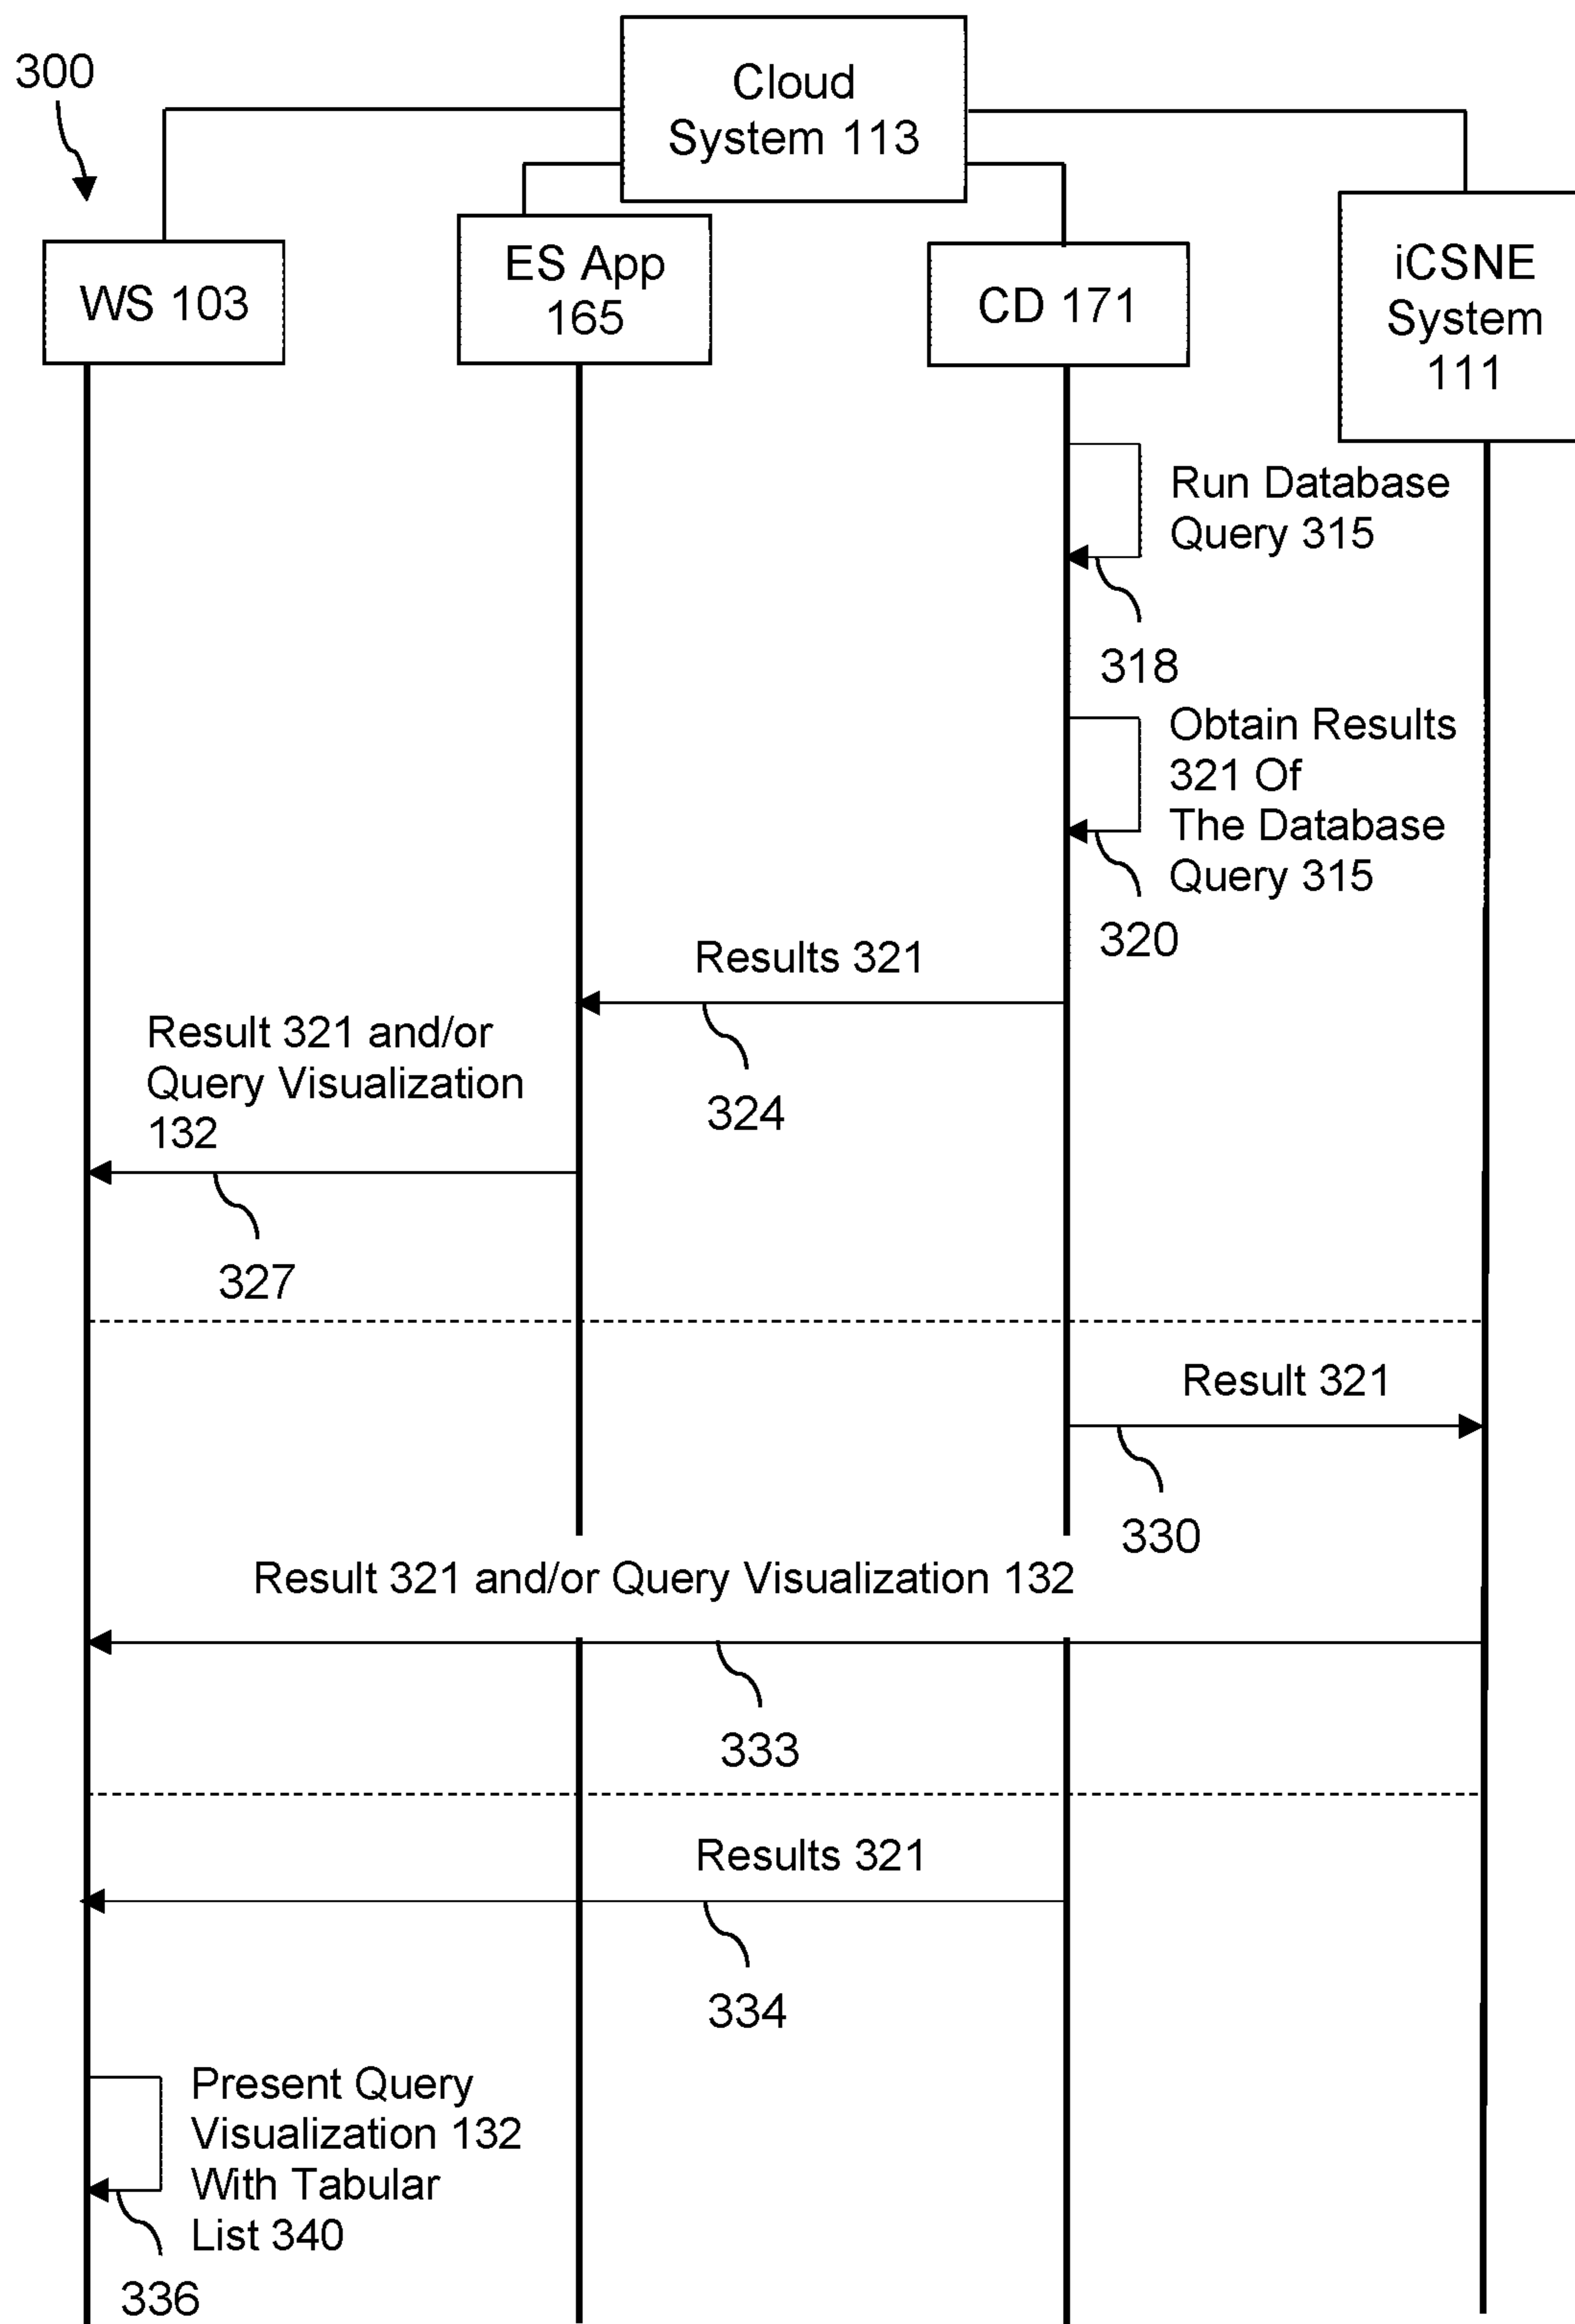 300
Cloud
System 113
WS 103
ES App
165
CD 171
iCSNE
System
111
Run Database
Query 315
318
Obtain Results
321 Of
The Database
Query 315
320
Results 321
324
Result 321 and/or
Query Visualization
132
327
Result 321
330
Result 321 and/or Query Visualization 132
333
Results 321
334
Present Query
Visualization 132
With Tabular
List 340
336